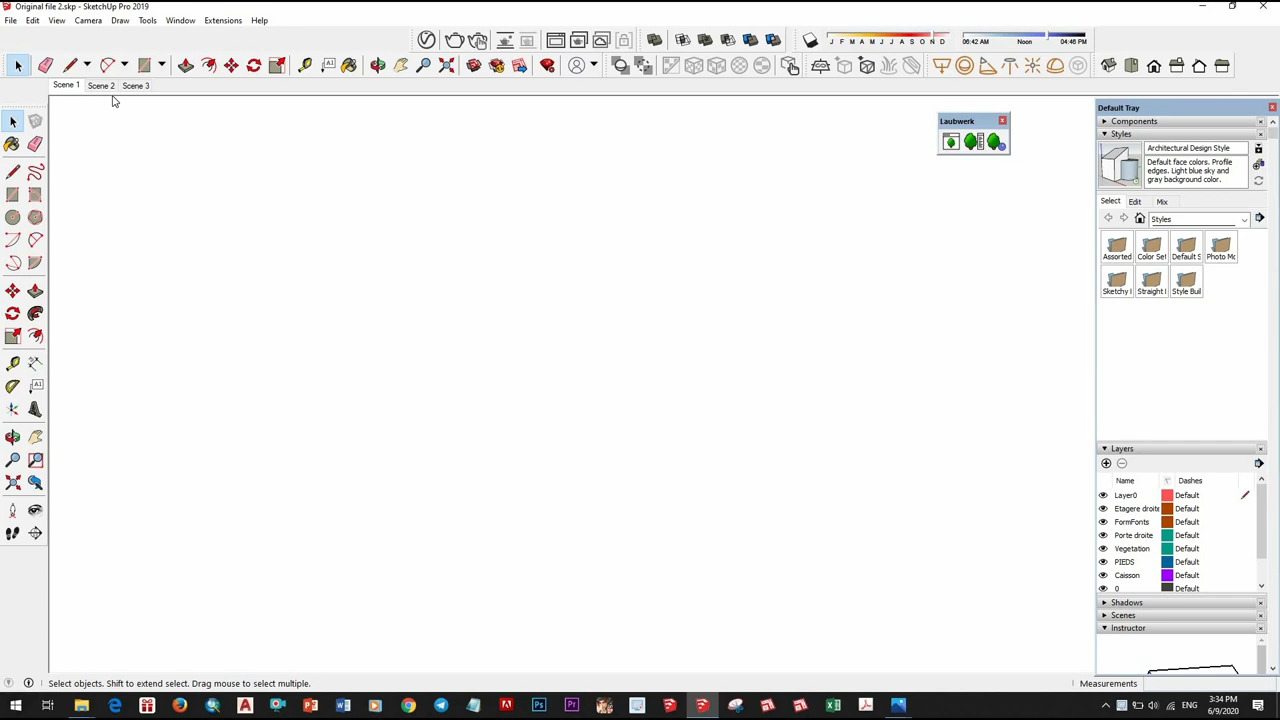 Original file 2.skp - SketchUp Pro 2019
File Edit View Camera Draw Tools Window Extensions Help
J F M A M J J A S O N D 06:42 AM Noon 04:46 PM
Scene 1 Scene 2 Scene 3
Default Tray
Components
Laubwerk
Styles
Architectural Design Style
Default face colors. Profile
edges. Light blue sky and
gray background color.
Select Edit Mix
Styles
Assorted Color Set Default S Photo Mo
Sketchy Straight Style Buil
Layers
Name Dashes
Layer0 Default
Etagere droite Default
FormFonts Default
Porte droite Default
Vegetation Default
PIEDS Default
Caisson Default
0 Default
Shadows
Scenes
Instructor
Select objects. Shift to extend select. Drag mouse to select multiple.
Measurements
ENG
3:34 PM
6/9/2020